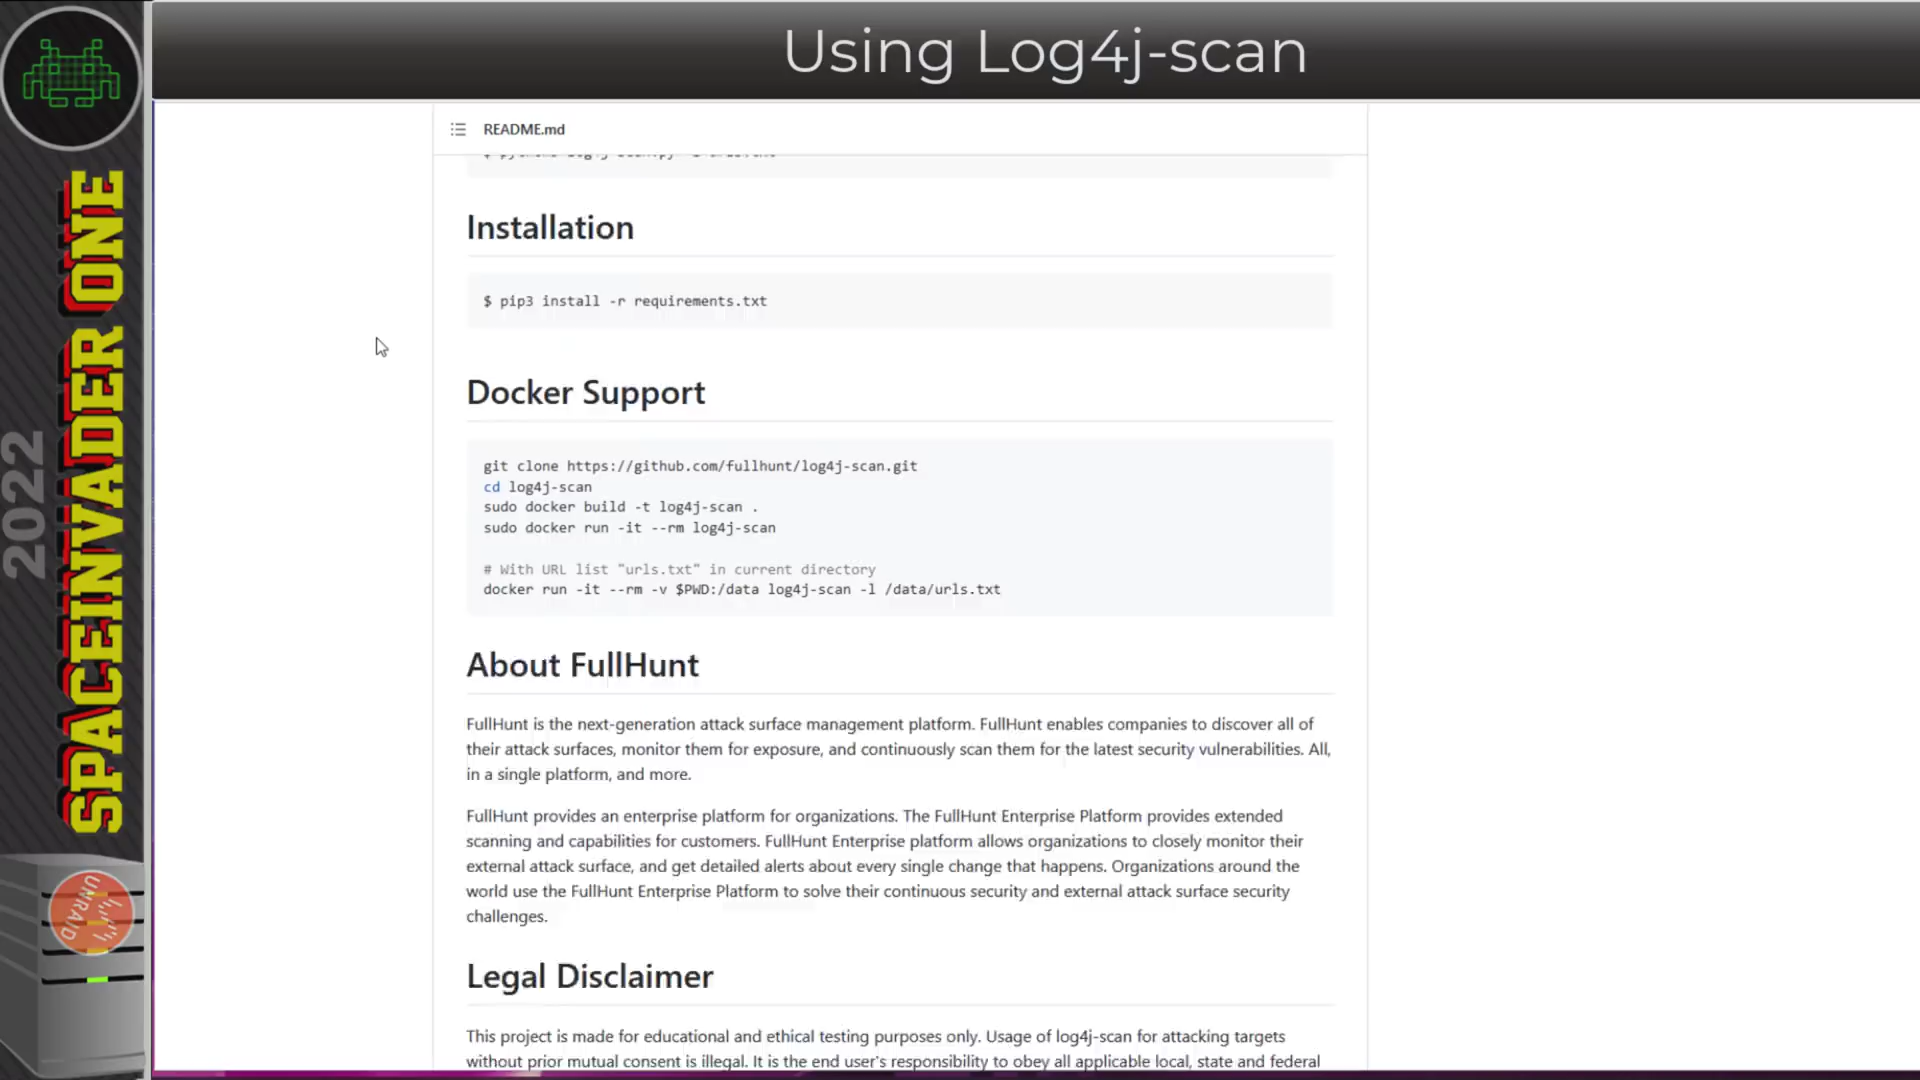 Using Log4j-scan
2022
SPACEINVADER ONE
UNRAID
README.md
Installation
$ pip3 install -r requirements.txt
Docker Support
git clone https://github.com/fullhunt/log4j-scan.git
cd log4j-scan
sudo docker build -t log4j-scan .
sudo docker run -it --rm log4j-scan
# With URL list "urls.txt" in current directory
docker run -it --rm -v $PWD:/data log4j-scan -l /data/urls.txt
About FullHunt
FullHunt is the next-generation attack surface management platform. FullHunt enables companies to discover all of
their attack surfaces, monitor them for exposure, and continuously scan them for the latest security vulnerabilities. All,
in a single platform, and more.
FullHunt provides an enterprise platform for organizations. The FullHunt Enterprise Platform provides extended
scanning and capabilities for customers. FullHunt Enterprise platform allows organizations to closely monitor their
external attack surface, and get detailed alerts about every single change that happens. Organizations around the
world use the FullHunt Enterprise Platform to solve their continuous security and external attack surface security
challenges.
Legal Disclaimer
This project is made for educational and ethical testing purposes only. Usage of log4j-scan for attacking targets
without prior mutual consent is illegal. It is the end user's responsibility to obey all applicable local, state and federal